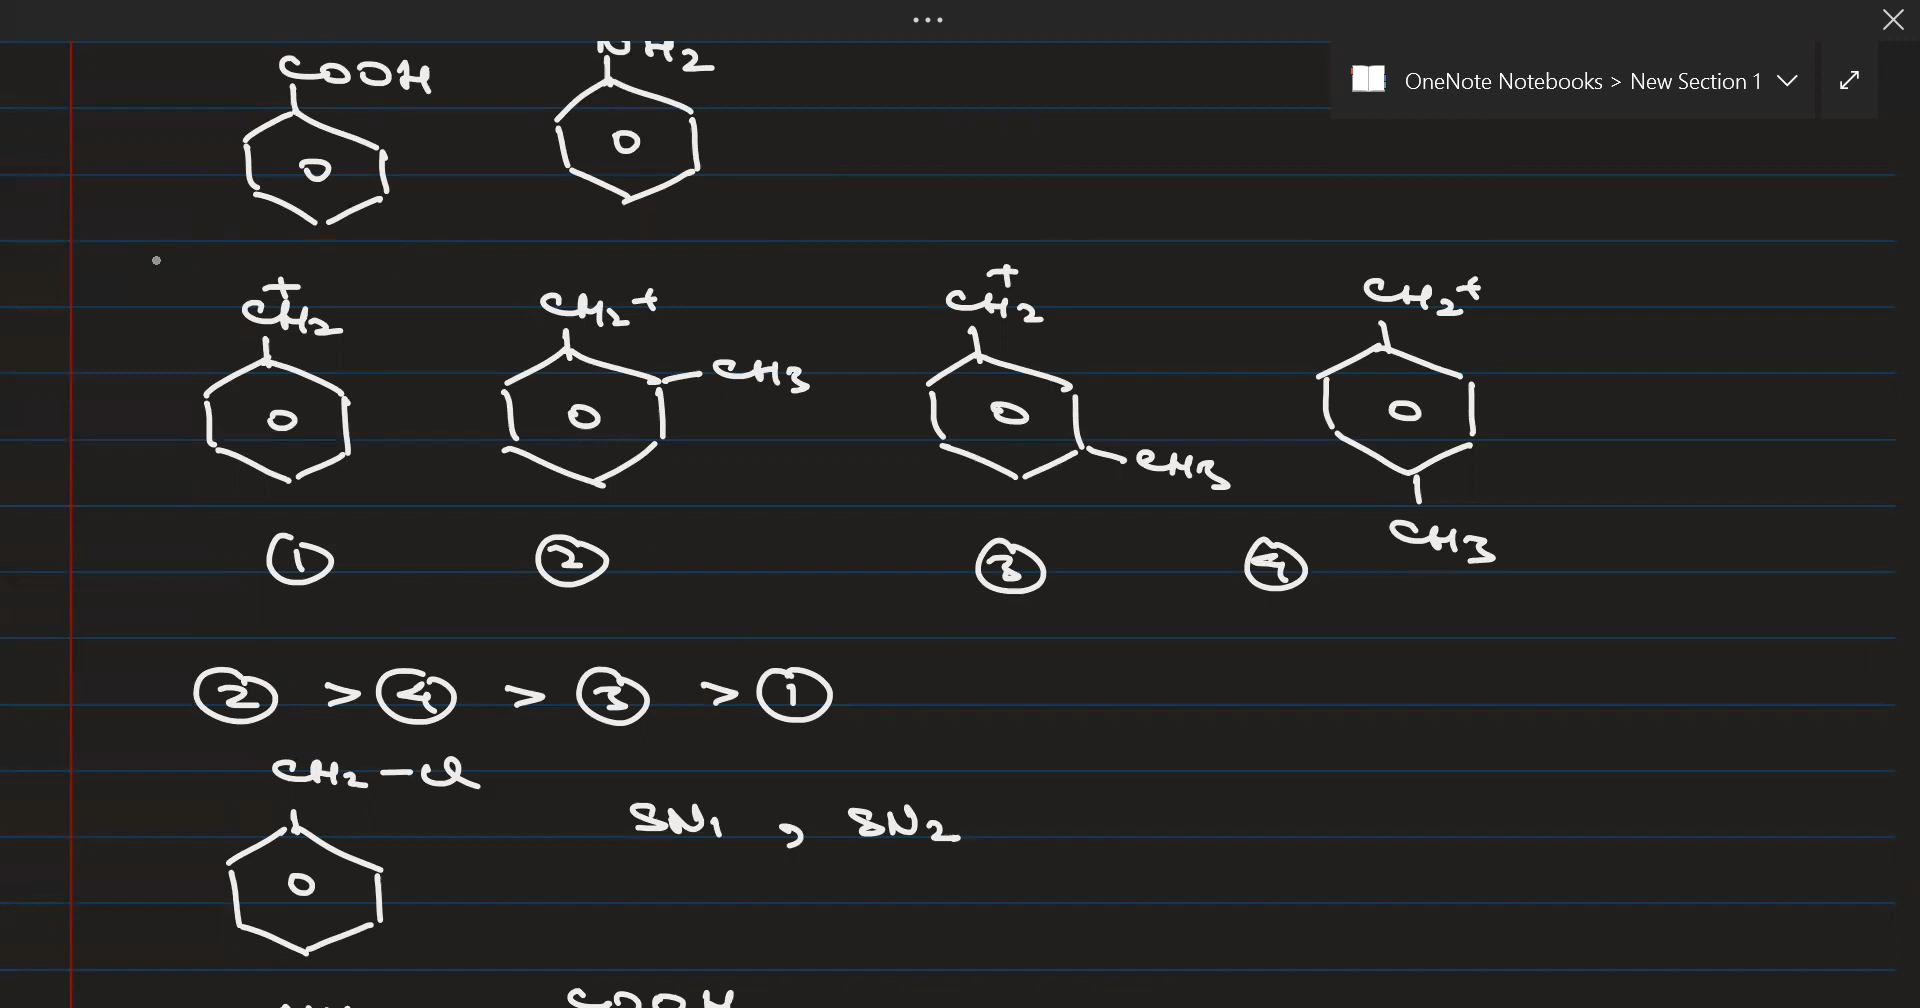 OneNote Notebooks > New Section 1
COOH NH2
+ +
CH2 CH2+ CH2 CH2+
CH3
CH3
CH3
1 2 3 4
2 > 4 > 3 > 1
CH2-Cl
SN1 , SN2
COOH